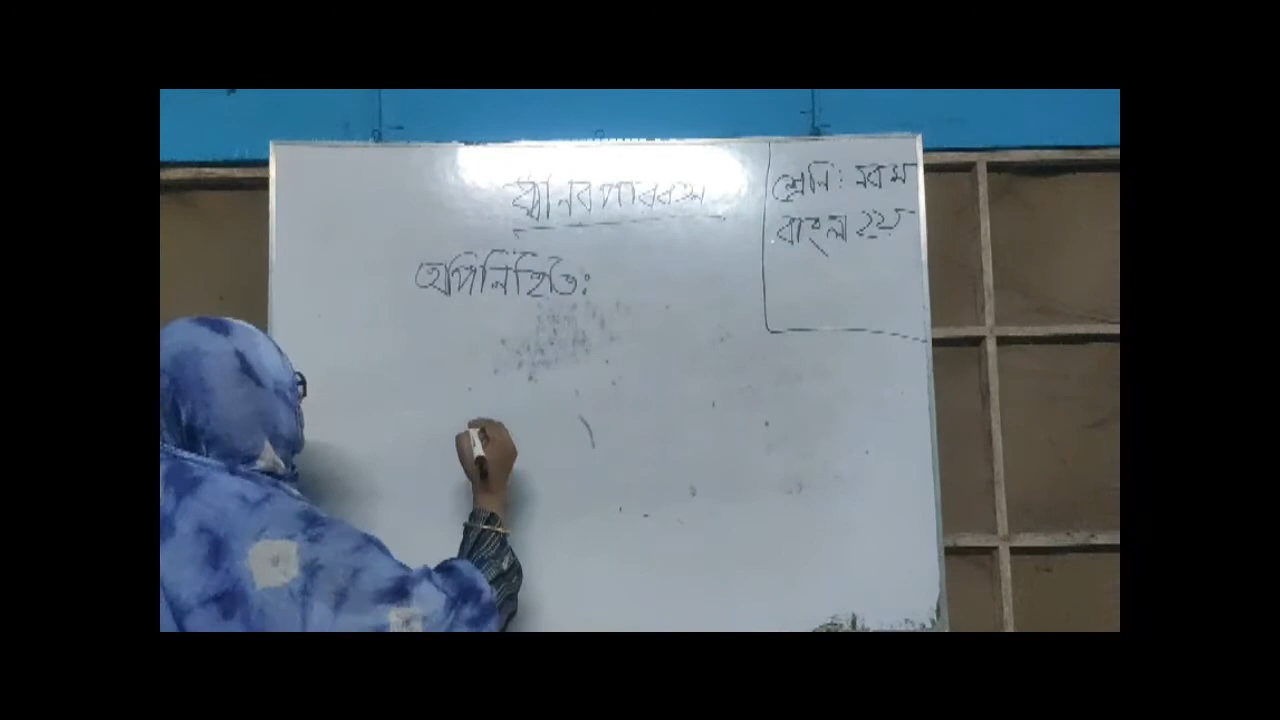 ধ্বনির পরিবর্তন
শ্রেণি: নবম
বাংলা ২য়
অপিনিহিতি: